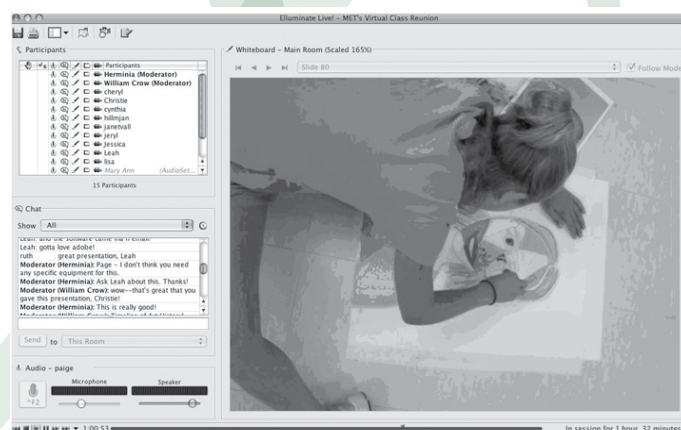 Elluminate Live! – MET's Virtual Class Reunion
Participants
Participants
Herminia (Moderator)
William Crow (Moderator)
cheryl
Christie
cynthia
hillmjan
janetvall
jeryl
Jessica
Leah
lisa
Mary Ann (AudioSet...
15 Participants
Chat
Show All
Leah: gotta love adobe!
ruth great presentation, Leah
Moderator (Herminia): Page – I don't think you need
any specific equipment for this.
Moderator (Herminia): Ask Leah about this. Thanks!
Moderator (William Crow): wow––that's great that you
gave this presentation, Christie!
Moderator (Herminia): This is really good!
Send to This Room
Audio – paige
Microphone Speaker
^F2
Whiteboard – Main Room (Scaled 165%)
Slide 80 Follow Mode
1:00:53 In session for 1 hour, 32 minutes